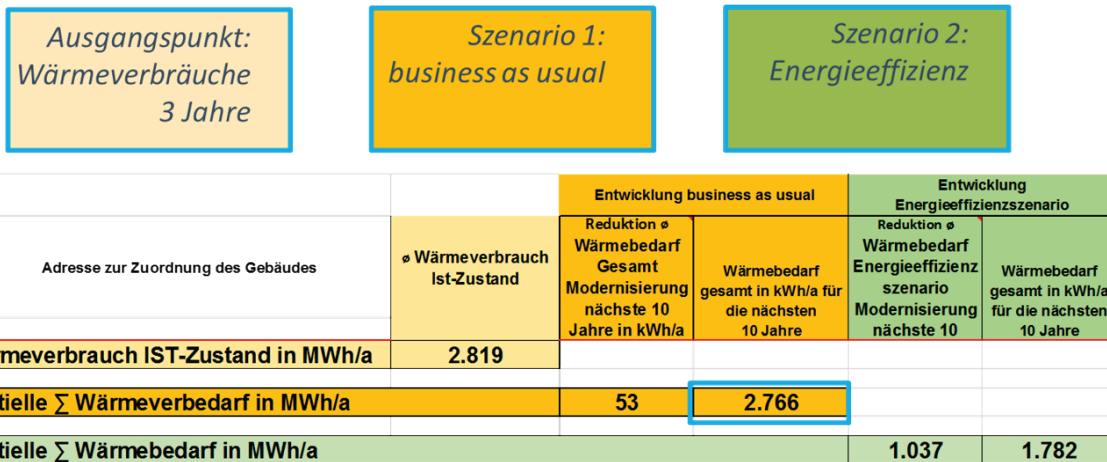 Ausgangspunkt:
Wärmeverbräuche
3 Jahre
Szenario 1:
business as usual
Szenario 2:
Energieeffizienz
Entwicklung business as usual
Entwicklung
Energieeffizienzszenario
Adresse zur Zuordnung des Gebäudes
ø Wärmeverbrauch
Ist-Zustand
Reduktion ø
Wärmebedarf
Gesamt
Modernisierung
nächste 10
Jahre in kWh/a
Wärmebedarf
gesamt in kWh/a für
die nächsten
10 Jahre
Reduktion ø
Wärmebedarf
Energieeffizienz
szenario
Modernisierung
nächste 10
Wärmebedarf
gesamt in kWh/a
für die nächsten
10 Jahre
rmeverbrauch IST-Zustand in MWh/a 2.819
tielle ∑ Wärmeverbedarf in MWh/a 53 2.766
tielle ∑ Wärmebedarf in MWh/a 1.037 1.782